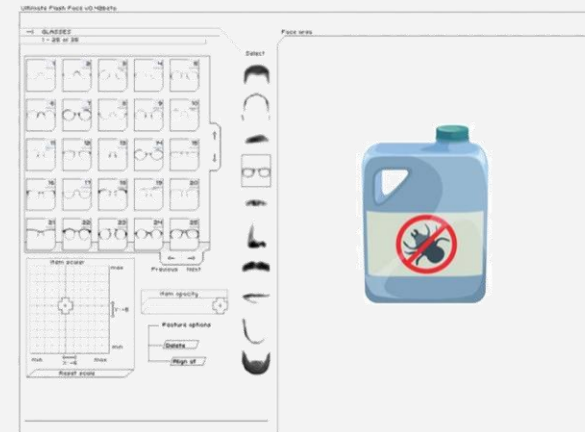 Ultimate Flash Face v0.42beta
GLASSES
1 - 25 of 25
Face area
Select
1 2 3 4 5
6 7 8 9 10
11 12 13 14 15
16 17 18 19 20
21 22 23 24 25
Previous Next
Item scale
max
min
min max
Reset scale
Item opacity
Feature options
Delete